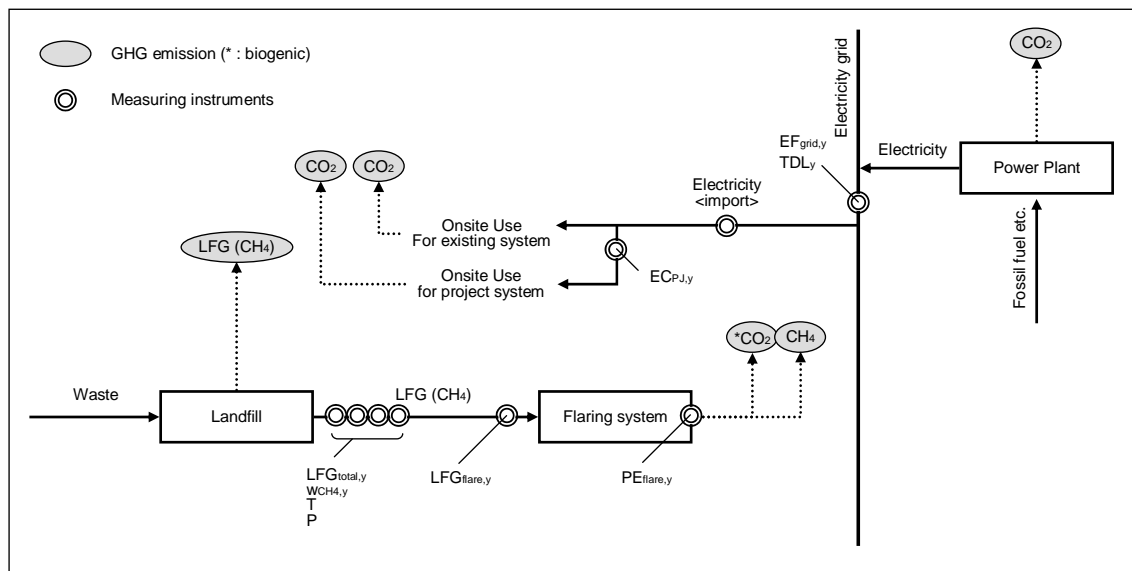 GHG emission (* : biogenic)
Measuring instruments
CO2
Electricity grid
EFgrid,y
TDLy
Electricity
Power Plant
Fossil fuel etc.
CO2
CO2
Electricity
<import>
Onsite Use
For existing system
LFG (CH4)
Onsite Use
for project system
ECPJ,y
*CO2
CH4
Waste
Landfill
LFG (CH4)
Flaring system
LFGtotal,y
wCH4,y
T
P
LFGflare,y
PEflare,y